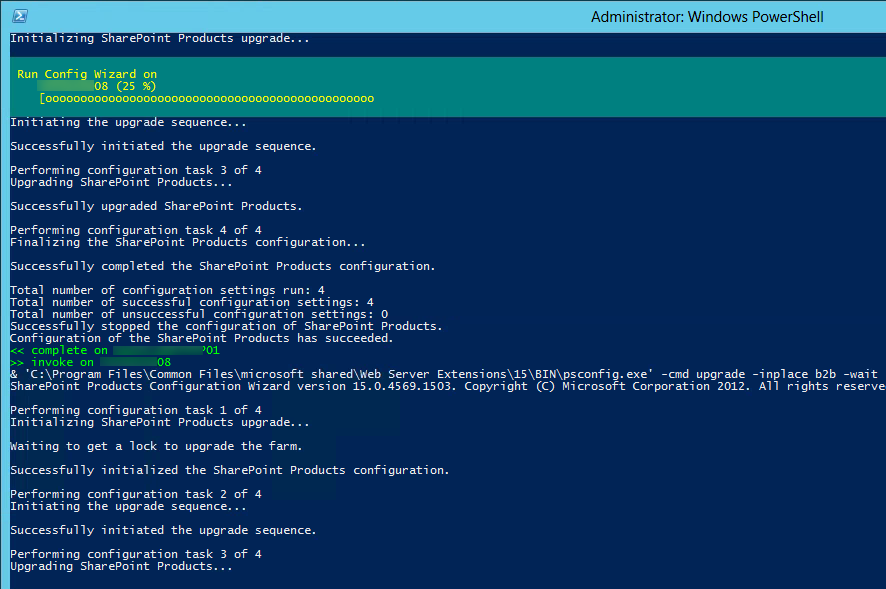 Administrator: Windows PowerShell
Initializing SharePoint Products upgrade...
Run Config Wizard on
08 (25 %)
[ooooooooooooooooooooooooooooooooooooooooooooooo
Initiating the upgrade sequence...
Successfully initiated the upgrade sequence.
Performing configuration task 3 of 4
Upgrading SharePoint Products...
Successfully upgraded SharePoint Products.
Performing configuration task 4 of 4
Finalizing the SharePoint Products configuration...
Successfully completed the SharePoint Products configuration.
Total number of configuration settings run: 4
Total number of successful configuration settings: 4
Total number of unsuccessful configuration settings: 0
Successfully stopped the configuration of SharePoint Products.
Configuration of the SharePoint Products has succeeded.
<< complete on 01
>> invoke on 08
& 'C:\Program Files\Common Files\microsoft shared\Web Server Extensions\15\BIN\psconfig.exe' -cmd upgrade -inplace b2b -wait
SharePoint Products Configuration Wizard version 15.0.4569.1503. Copyright (C) Microsoft Corporation 2012. All rights reserve
Performing configuration task 1 of 4
Initializing SharePoint Products upgrade...
Waiting to get a lock to upgrade the farm.
Successfully initialized the SharePoint Products configuration.
Performing configuration task 2 of 4
Initiating the upgrade sequence...
Successfully initiated the upgrade sequence.
Performing configuration task 3 of 4
Upgrading SharePoint Products...